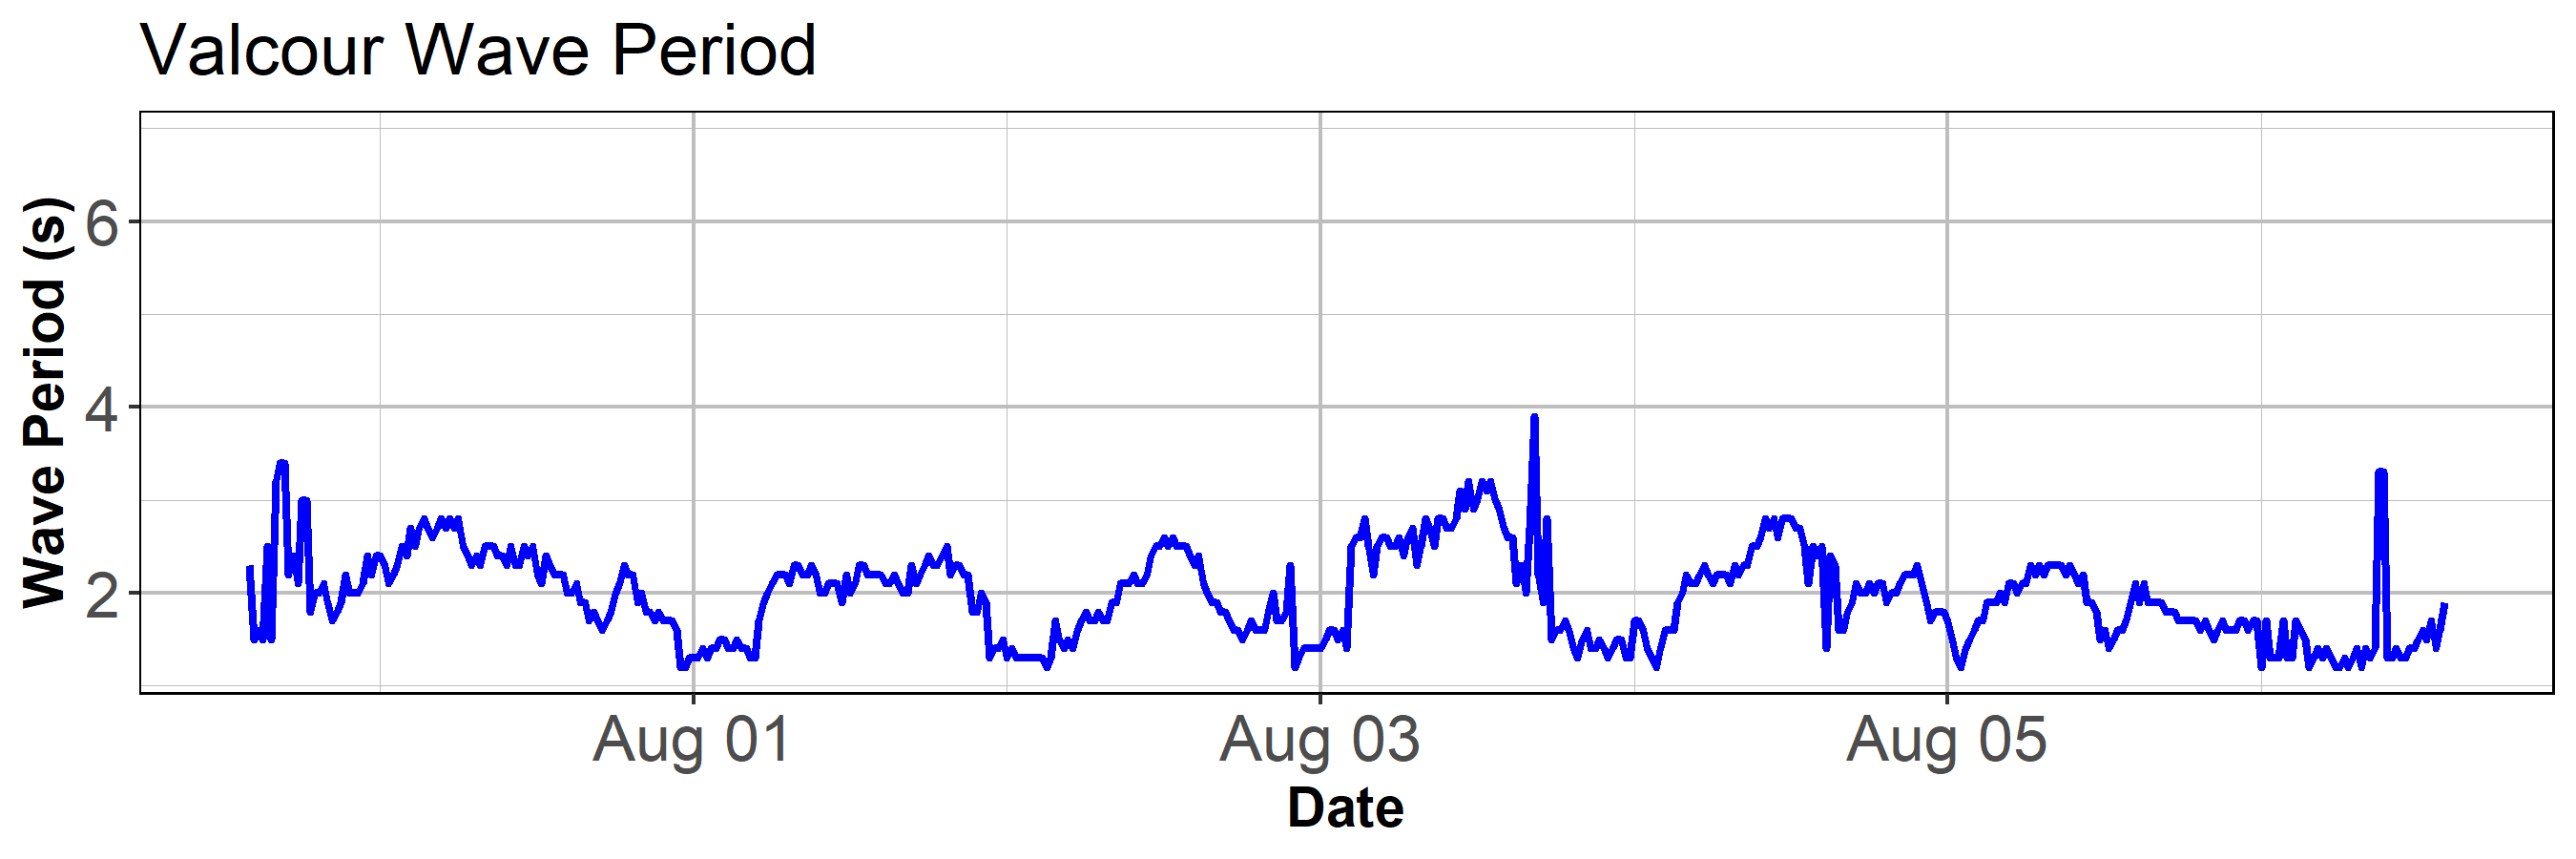 Valcour Wave Period
Wave Period (s)
6
4
2
Aug 01
Aug 03
Aug 05
Date